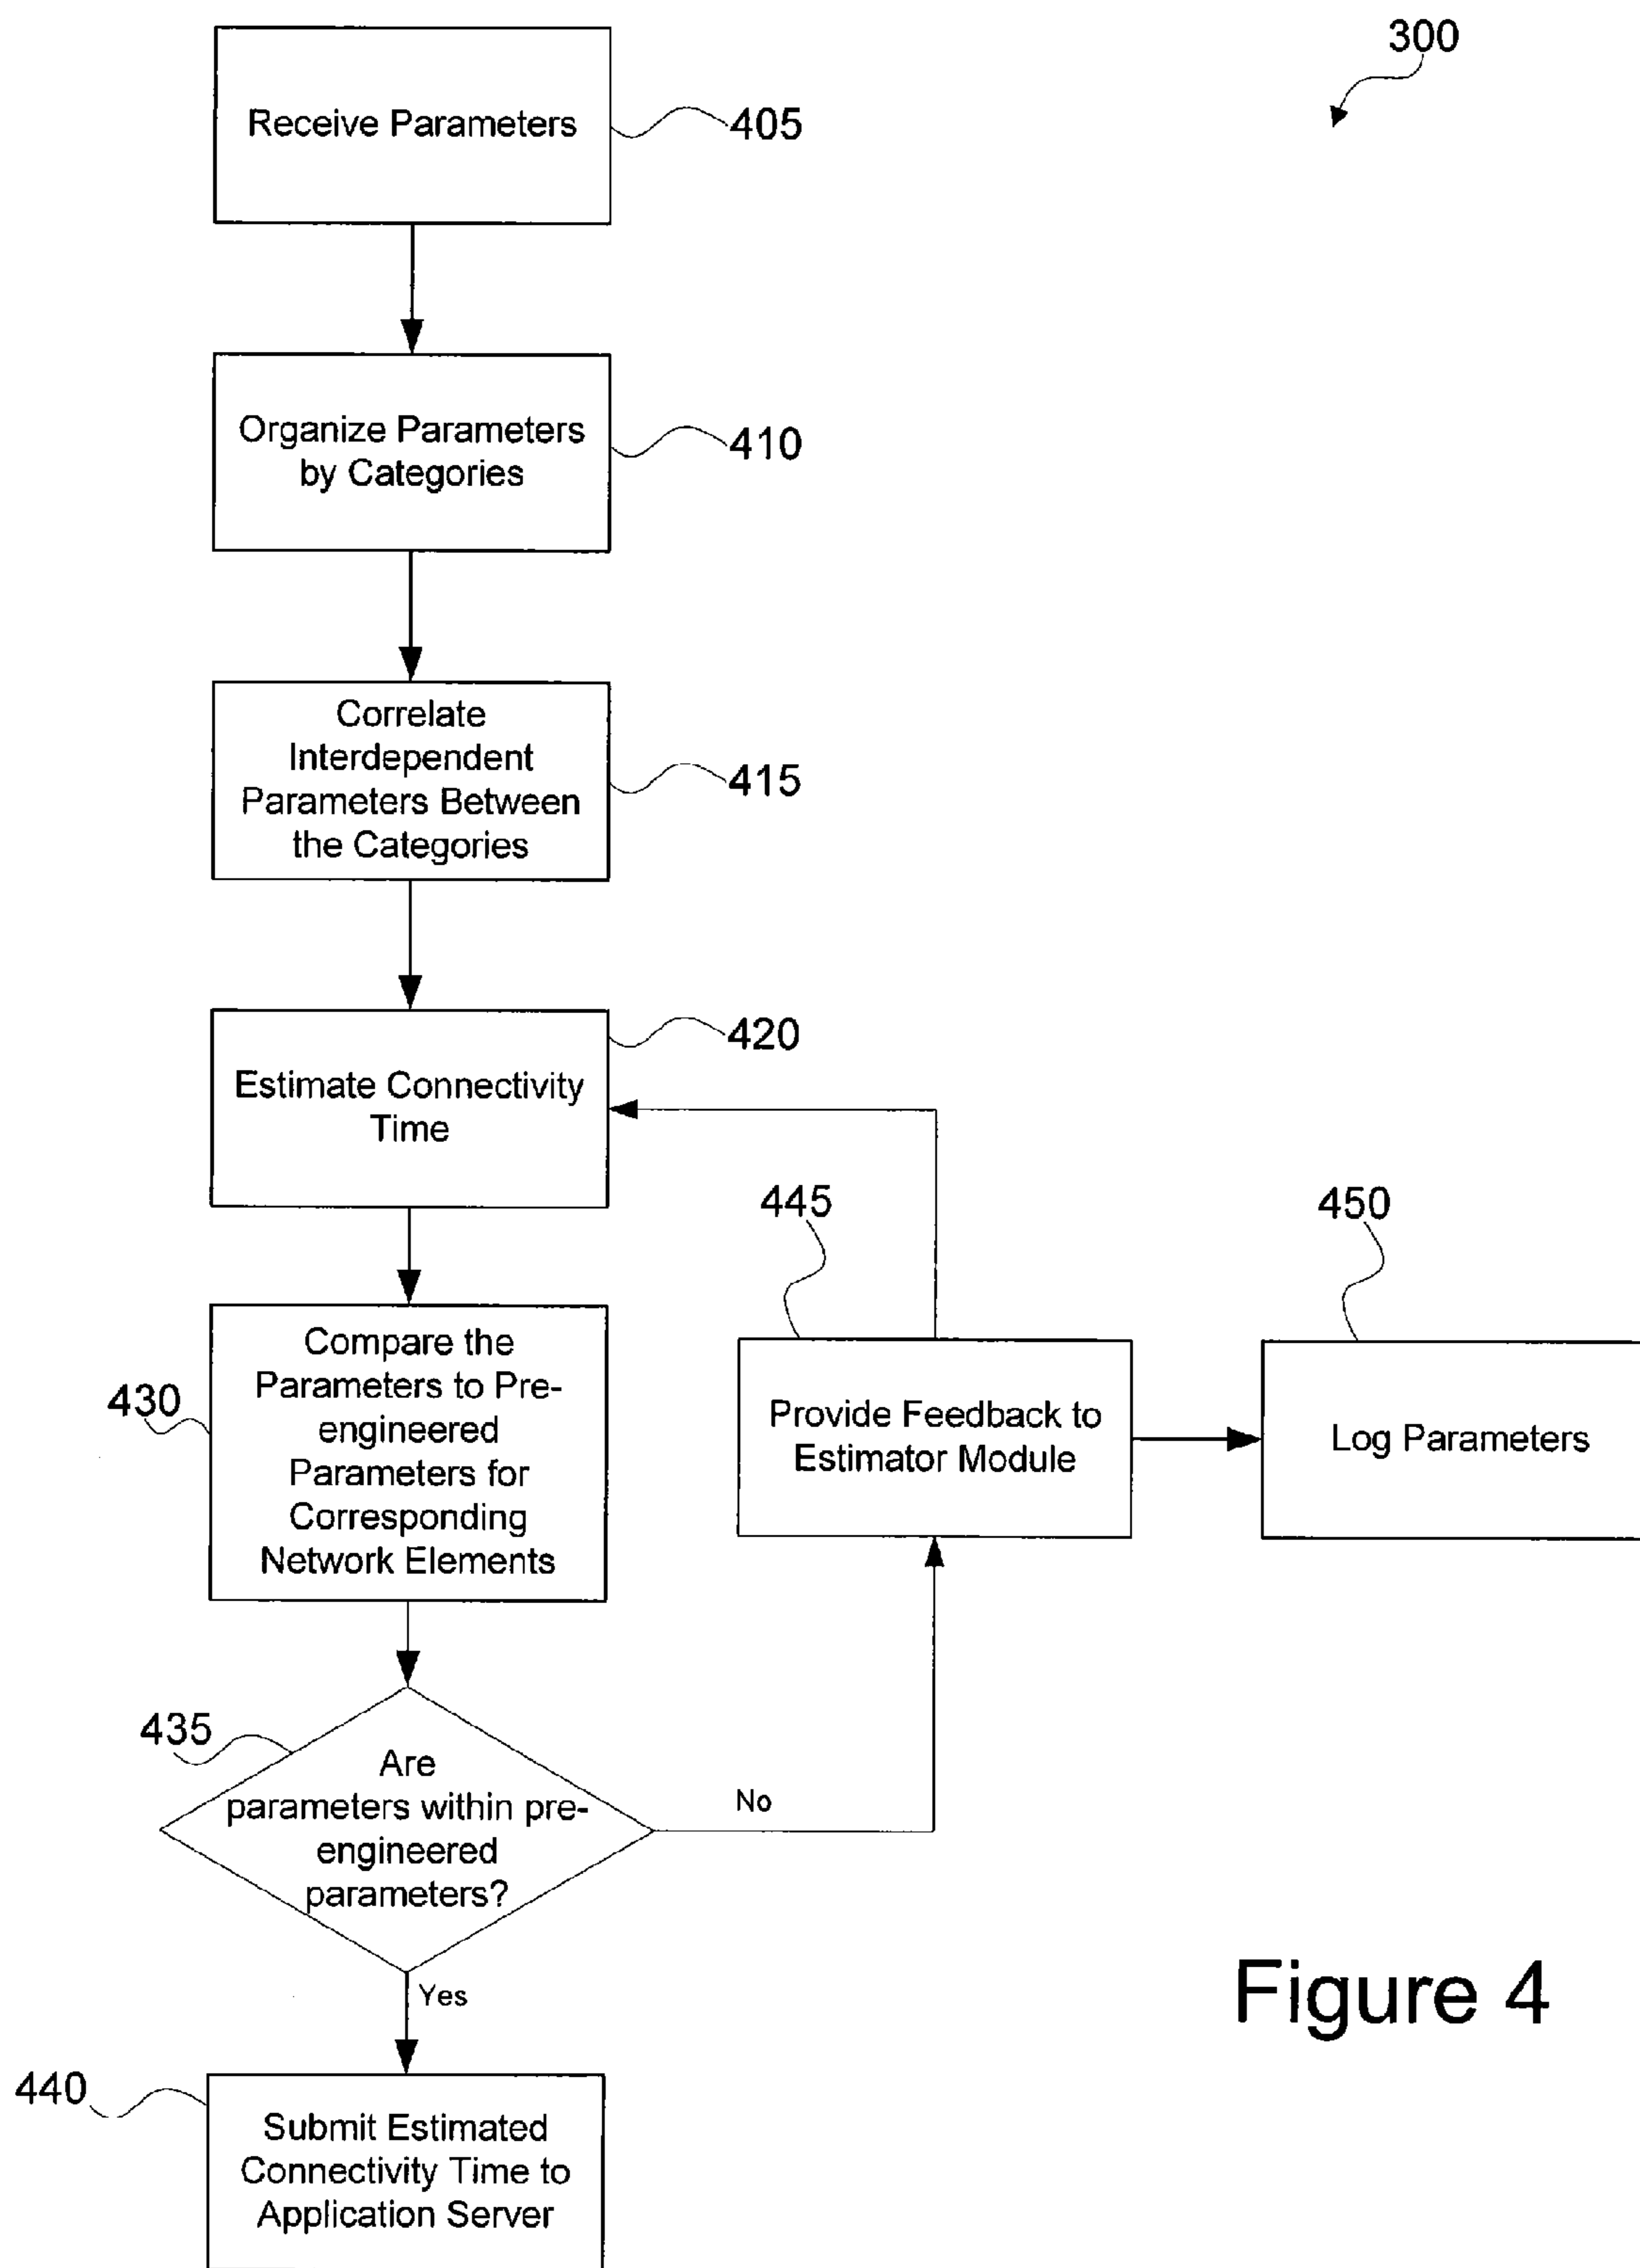 300
Receive Parameters
405
Organize Parameters
by Categories
410
Correlate
Interdependent
Parameters Between
the Categories
415
Estimate Connectivity
Time
420
Compare the
Parameters to Pre-
engineered
Parameters for
Corresponding
Network Elements
430
445
Provide Feedback to
Estimator Module
450
Log Parameters
435
Are
parameters within pre-
engineered
parameters?
No
Yes
440
Submit Estimated
Connectivity Time to
Application Server
Figure 4